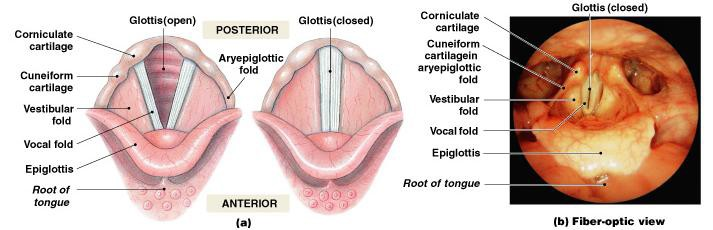 Glottis(open)
POSTERIOR
Glottis(closed)
Corniculate
cartilage
Aryepiglottic
fold
Cuneiform
cartilage
Vestibular
fold
Vocal fold
Epiglottis
Root of
tongue
ANTERIOR
(a)
Glottis (closed)
Corniculate
cartilage
Cuneiform
cartilagein
aryepiglottic
fold
Vestibular
fold
Vocal fold
Epiglottis
Root of tongue
(b) Fiber-optic view